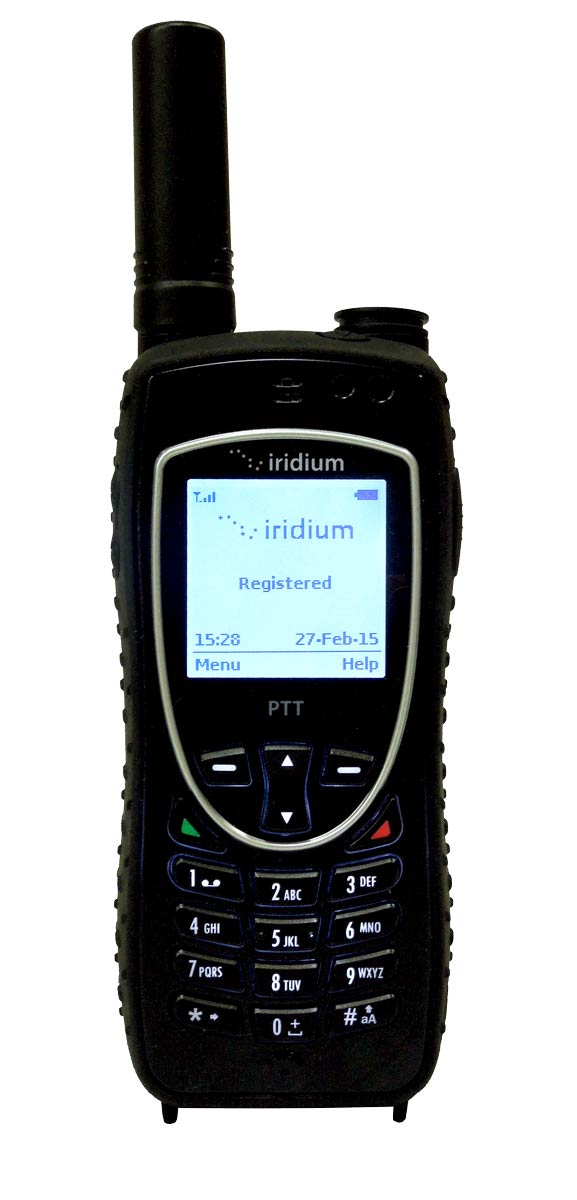 iridium
iridium
Registered
15:28 27-Feb-15
Menu Help
PTT
1 2 ABC 3 DEF
4 GHI 5 JKL 6 MNO
7 PQRS 8 TUV 9 WXYZ
* 0 + # aA